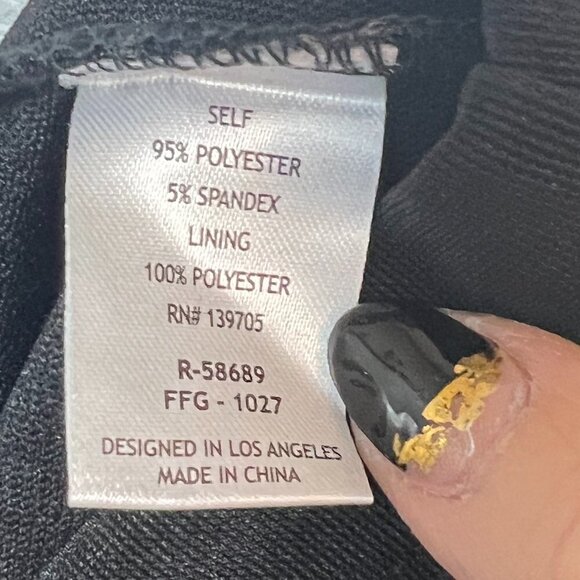 SELF
95% POLYESTER
5% SPANDEX
LINING
100% POLYESTER
RN# 139705
R-58689
FFG - 1027
DESIGNED IN LOS ANGELES
MADE IN CHINA